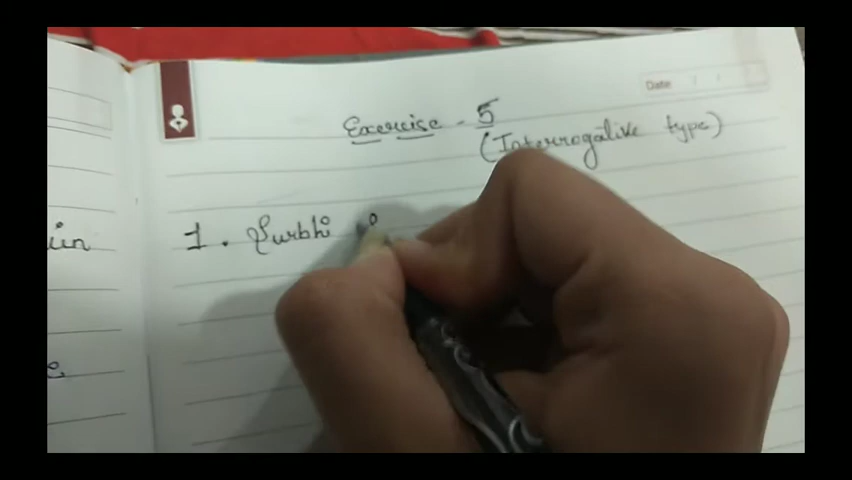 Date / /
Exercise - 5
(Interrogative type)
1. Surbhi